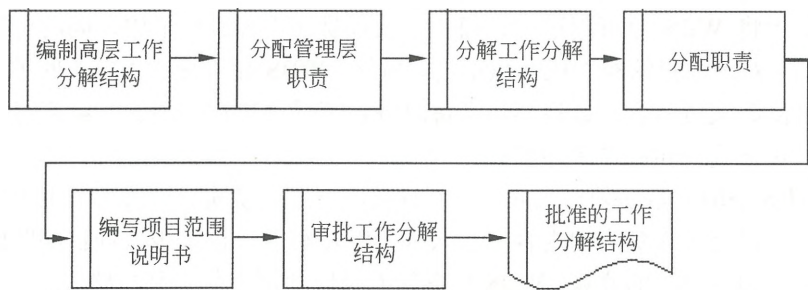 编制高层工作
分解结构
分配管理层
职责
分解工作分解
结构
分配职责
编写项目范围
说明书
审批工作分解
结构
批准的工作
分解结构